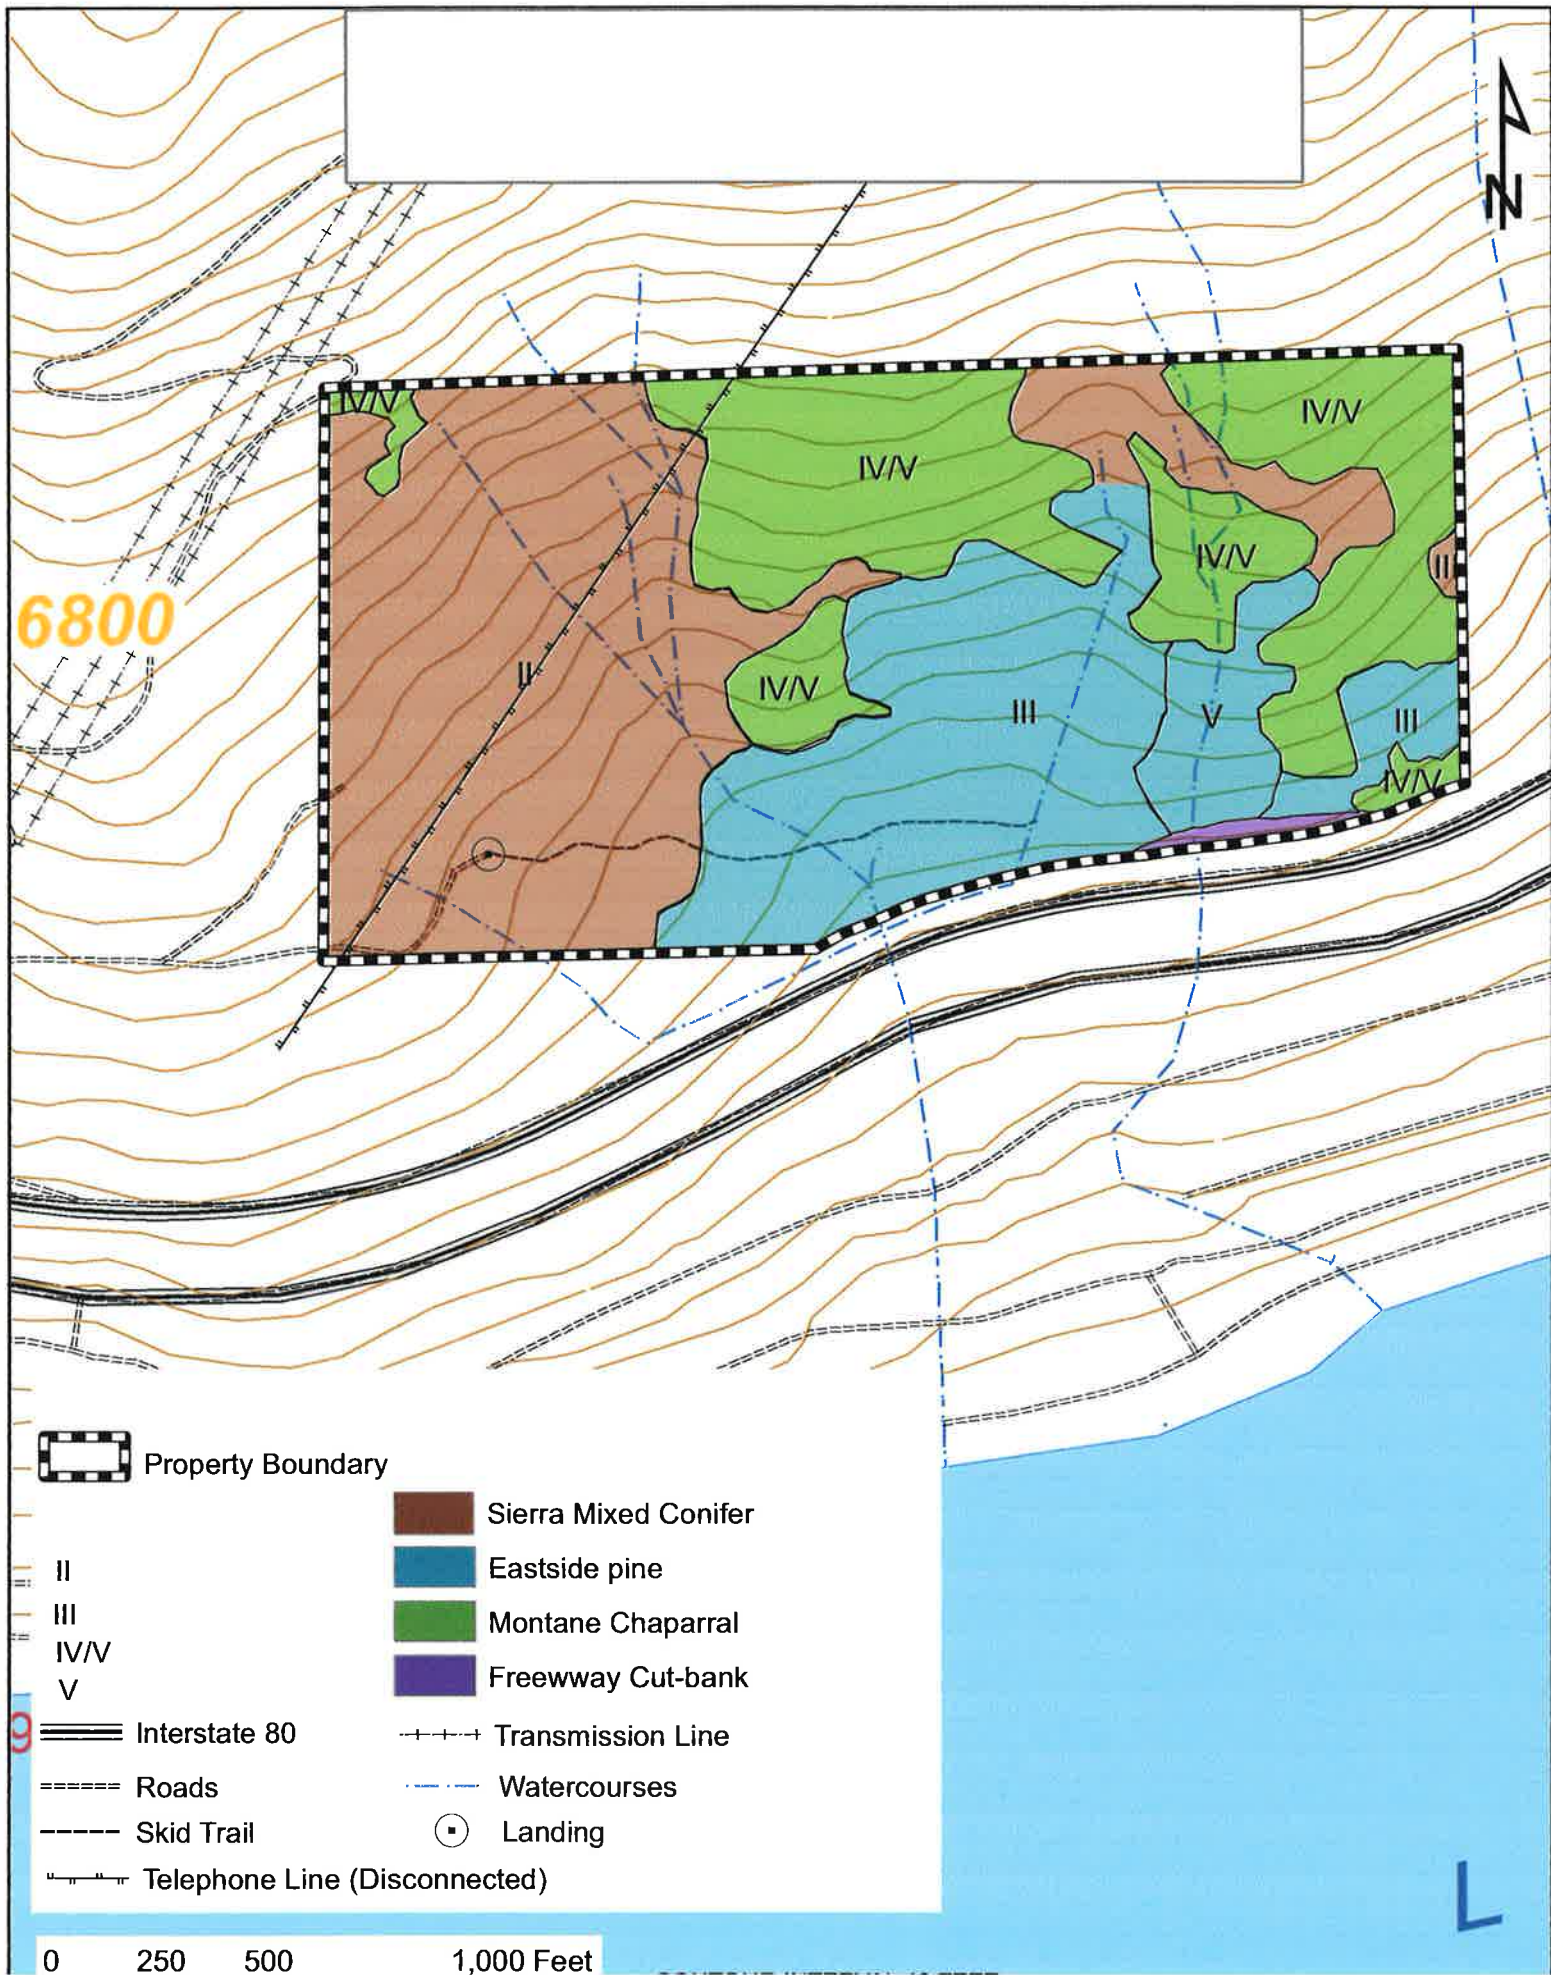 N
IV/V
IV/V
IV/V
IV/V
II
6800
II
IV/V
III
V
III
IV/V
Property Boundary
Sierra Mixed Conifer
II
Eastside pine
III
Montane Chaparral
IV/V
V
Freewway Cut-bank
9
Interstate 80
Transmission Line
Roads
Watercourses
Skid Trail
Landing
Telephone Line (Disconnected)
L
0 250 500 1,000 Feet